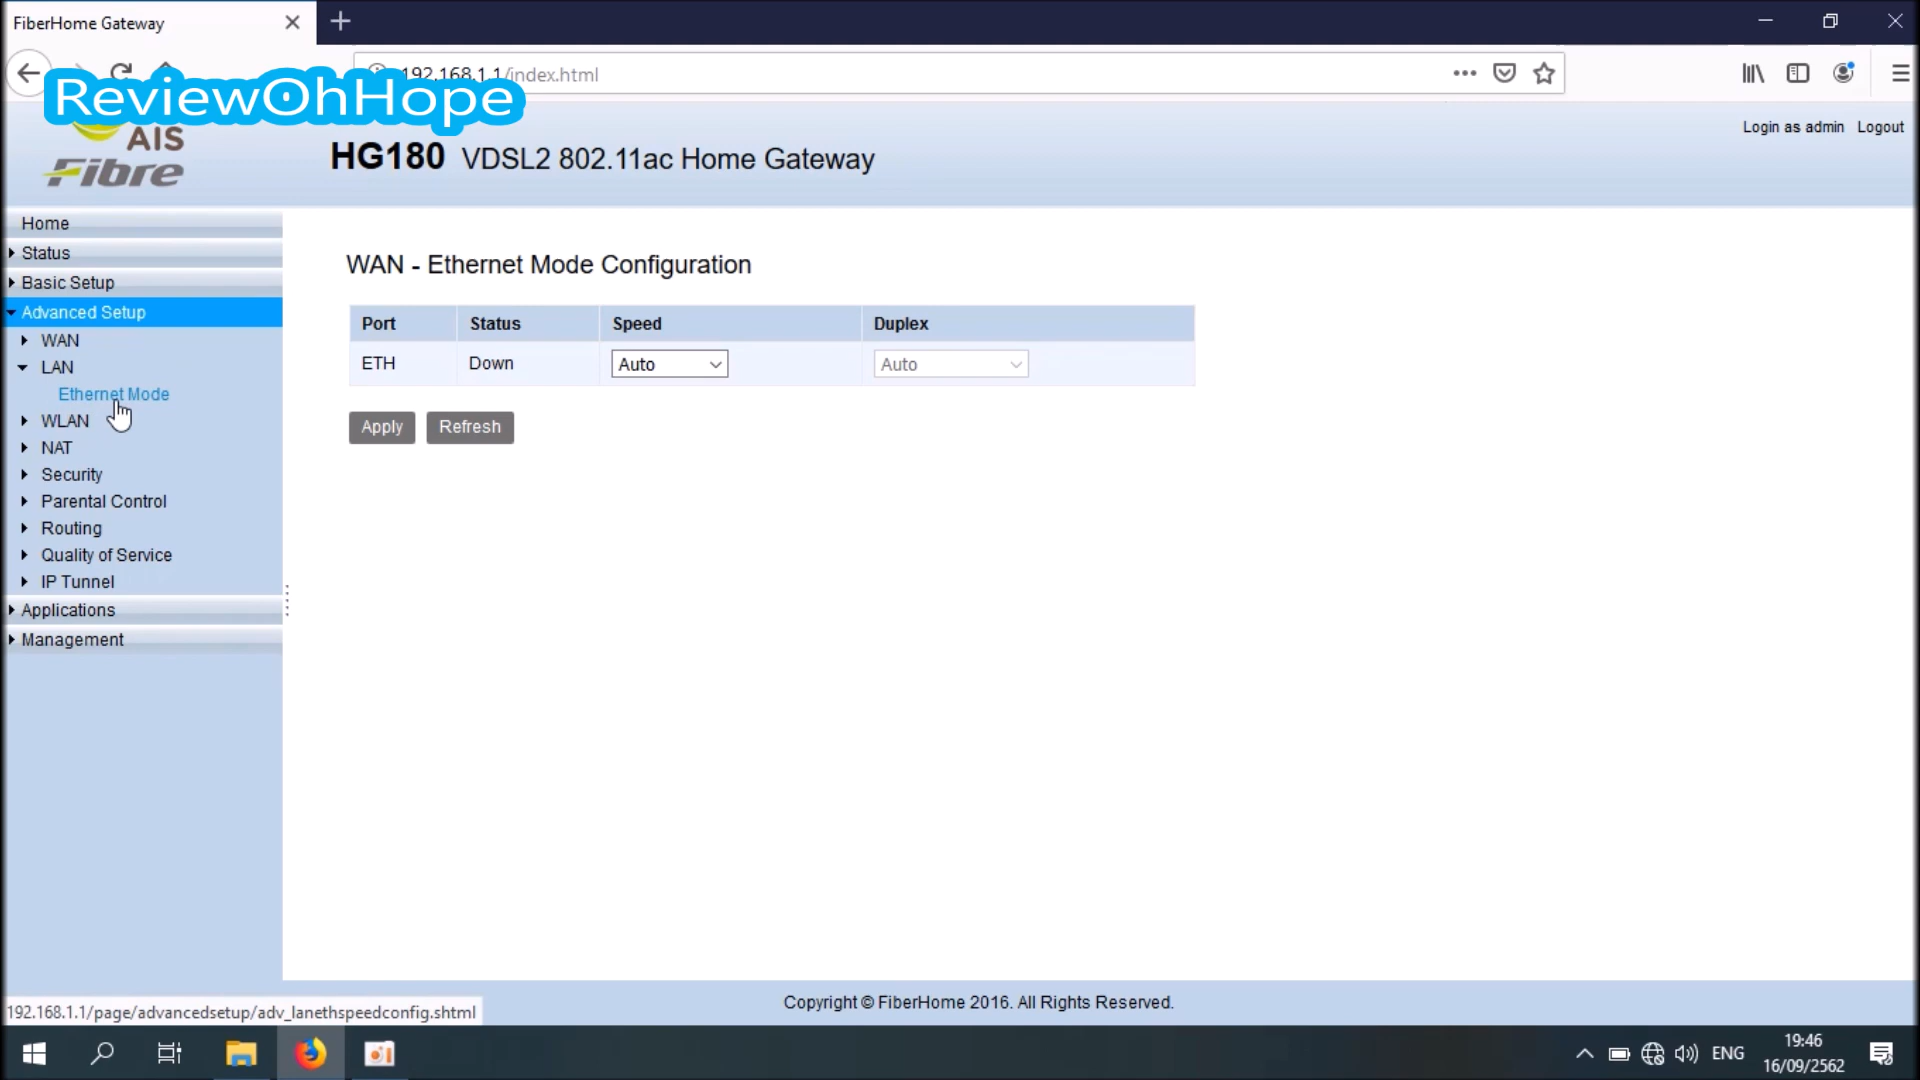 FiberHome Gateway
192.168.1.1/index.html
ReviewOhHope
AIS
Fibre
HG180 VDSL2 802.11ac Home Gateway
Login as admin Logout
Home
Status
Basic Setup
Advanced Setup
WAN
LAN
Ethernet Mode
WLAN
NAT
Security
Parental Control
Routing
Quality of Service
IP Tunnel
Applications
Management
WAN - Ethernet Mode Configuration
Port Status Speed Duplex
ETH Down Auto Auto
Apply Refresh
Copyright © FiberHome 2016. All Rights Reserved.
192.168.1.1/page/advancedsetup/adv_lanethspeedconfig.shtml
ENG
19:46
16/09/2562